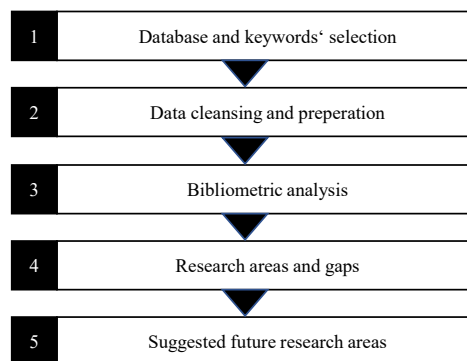 1 Database and keywords‘ selection
2 Data cleansing and preperation
3 Bibliometric analysis
4 Research areas and gaps
5 Suggested future research areas